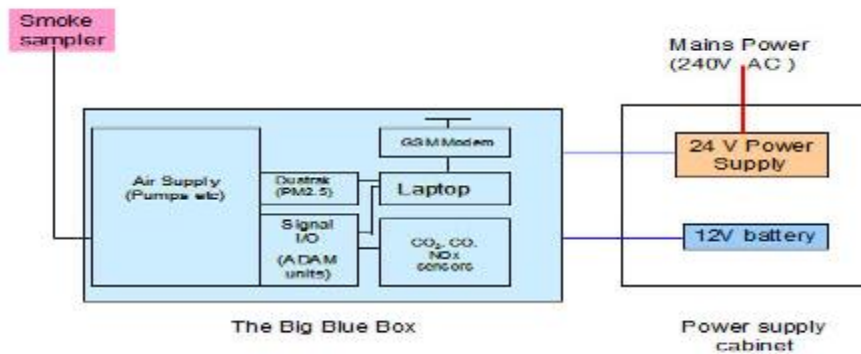 Smoke
sampler
Mains Power
(240V AC )
GSM Modem
24 V Power
Supply
Air Supply
(Pumps etc)
Dustrak
(PM2.5)
Laptop
Signal
I/O
(ADAM
units)
CO₂, CO,
NOx
sensors
12V battery
The Big Blue Box
Power supply
cabinet